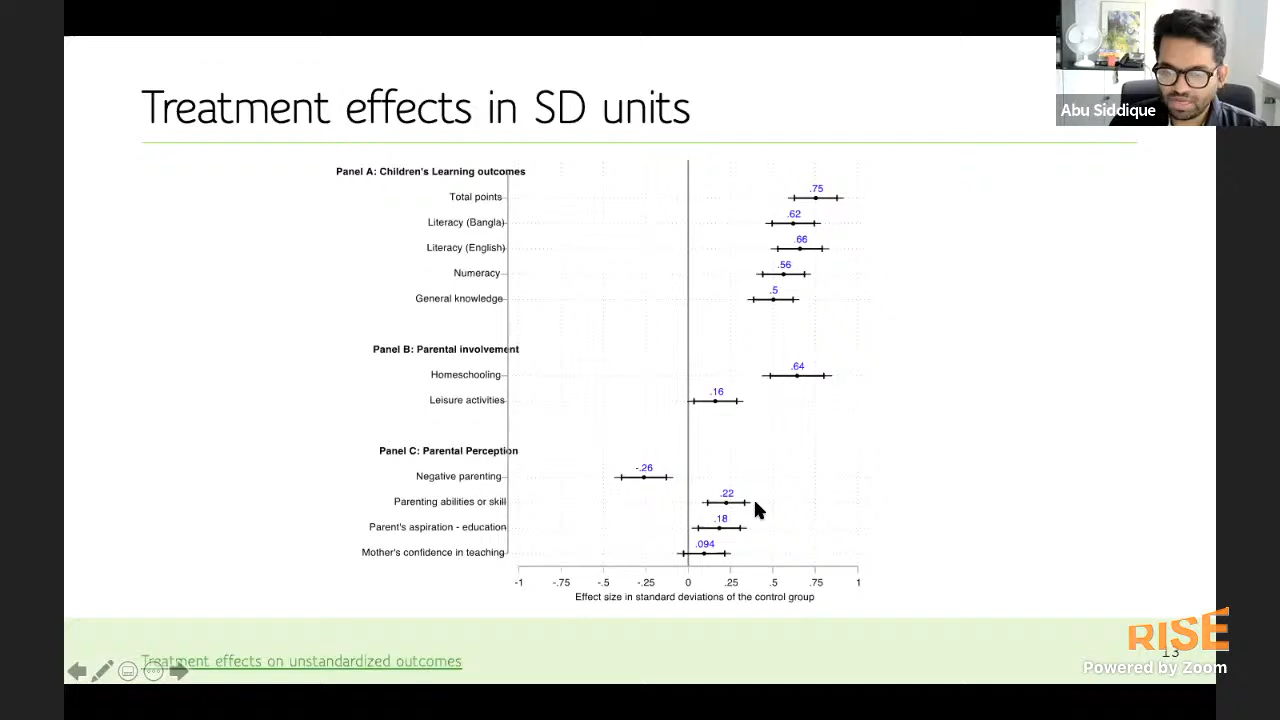 Treatment effects in SD units
Abu Siddique
Panel A: Children's Learning outcomes
Total points .75
Literacy (Bangla) .62
Literacy (English) .66
Numeracy .56
General knowledge .5
Panel B: Parental involvement
Homeschooling .64
Leisure activities .16
Panel C: Parental Perception
Negative parenting -.26
Parenting abilities or skill .22
Parent's aspiration - education .18
Mother's confidence in teaching .094
-1 -.75 -.5 -.25 0 .25 .5 .75 1
Effect size in standard deviations of the control group
Treatment effects on unstandardized outcomes
RISE
13
Powered by Zoom